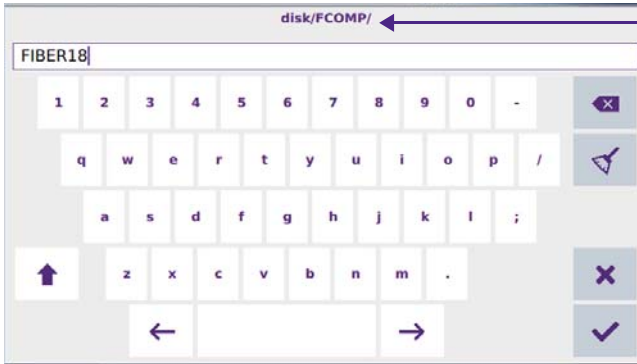 disk/FCOMP/
FIBER18
1 2 3 4 5 6 7 8 9 0 -
q w e r t y u i o p /
a s d f g h j k l ;
z x c v b n m .